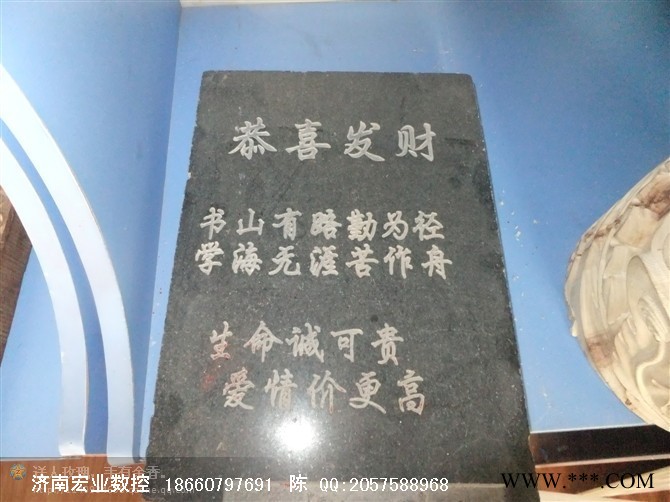 恭喜发财
书山有路勤为径
学海无涯苦作舟
生命诚可贵
爱情价更高
济南宏业数控 18660797691 陈 QQ:2057588968
www.***.COM